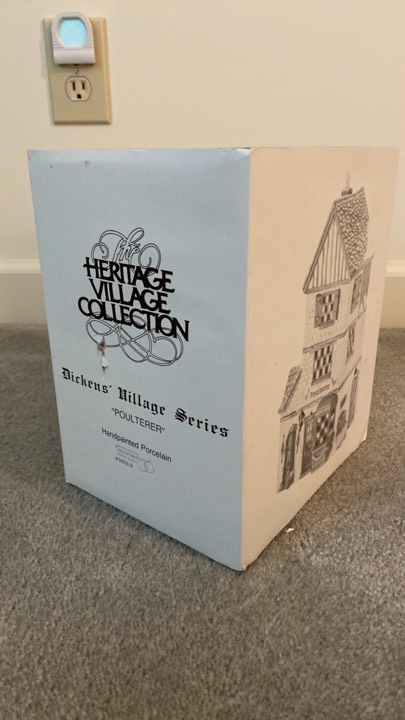 The
HERITAGE
VILLAGE
COLLECTION
Dickens' Village Series
"POULTERER"
Handpainted Porcelain